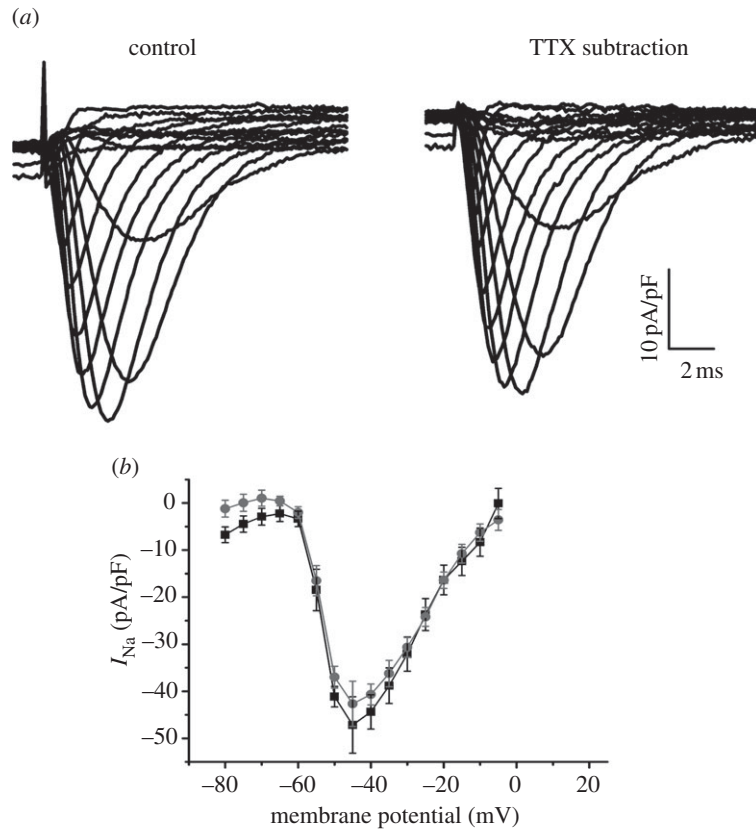 (a)
control
TTX subtraction
10 pA/pF
2 ms
(b)
0
−10
−20
−30
−40
−50
I_Na (pA/pF)
−80 −60 −40 −20 0 20
membrane potential (mV)